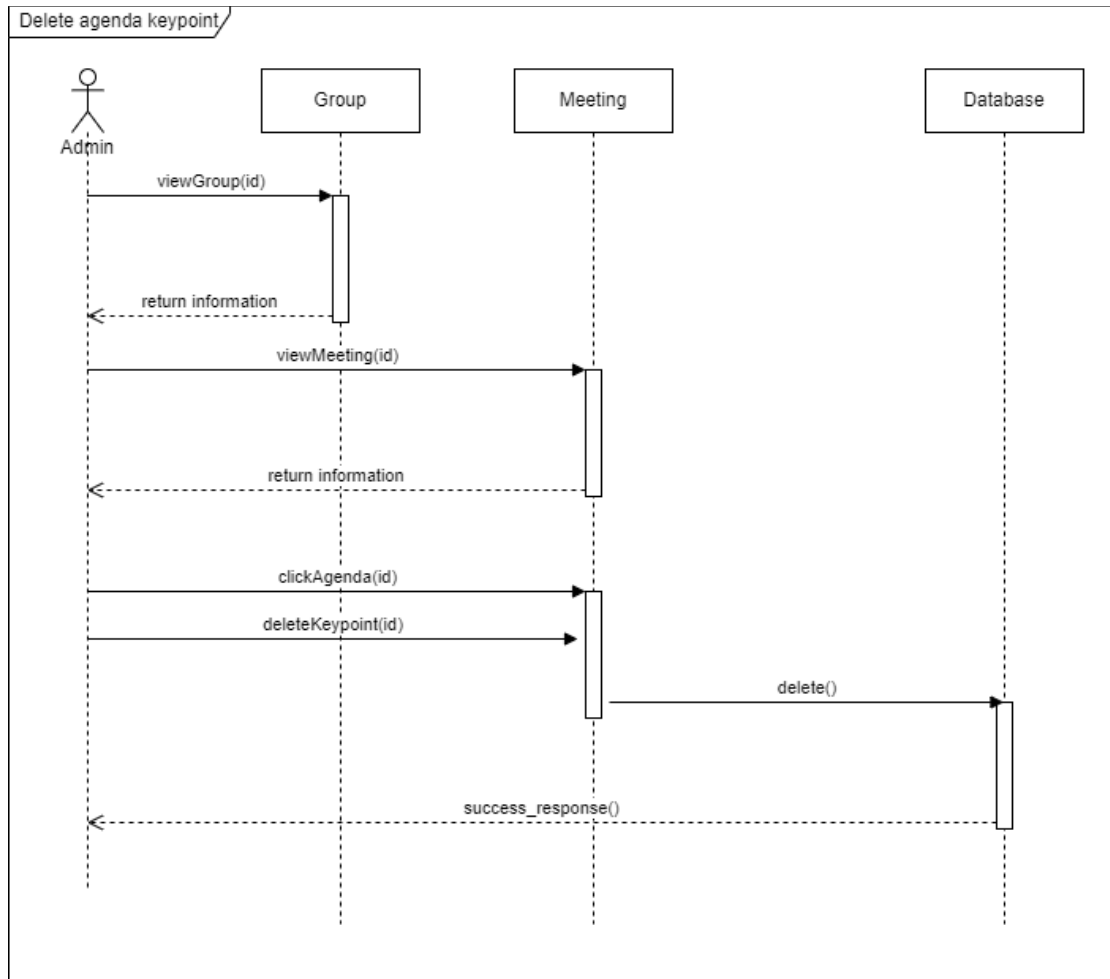 Delete agenda keypoint
Group
Meeting
Database
Admin
viewGroup(id)
return information
viewMeeting(id)
return information
clickAgenda(id)
deleteKeypoint(id)
delete()
success_response()